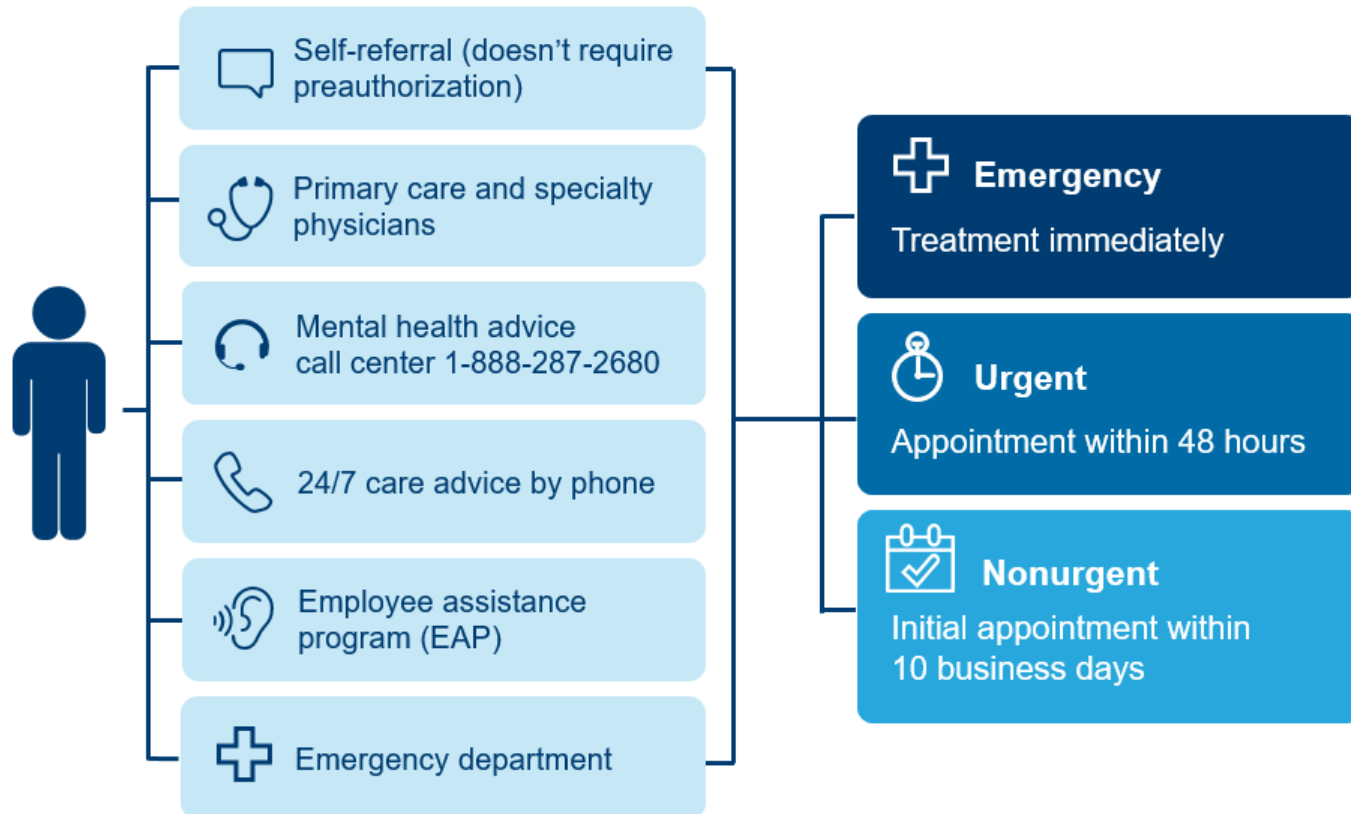 Self-referral (doesn’t require
preauthorization)
Primary care and specialty
physicians
Mental health advice
call center 1-888-287-2680
24/7 care advice by phone
Employee assistance
program (EAP)
Emergency department
Emergency
Treatment immediately
Urgent
Appointment within 48 hours
Nonurgent
Initial appointment within
10 business days